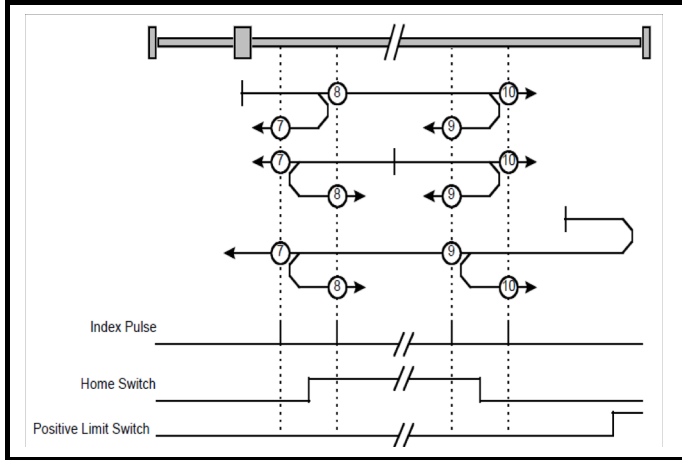 8 10
7 9
7 10
8 9
7 9
8 10
Index Pulse
Home Switch
Positive Limit Switch